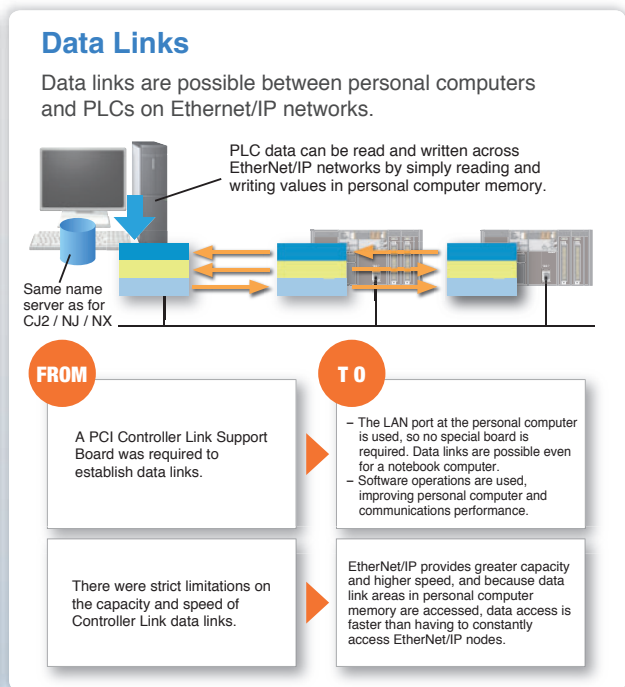 Data Links
Data links are possible between personal computers
and PLCs on Ethernet/IP networks.
PLC data can be read and written across
EtherNet/IP networks by simply reading and
writing values in personal computer memory.
Same name
server as for
CJ2 / NJ / NX
FROM
T 0
A PCI Controller Link Support
Board was required to
establish data links.
– The LAN port at the personal computer
is used, so no special board is
required. Data links are possible even
for a notebook computer.
– Software operations are used,
improving personal computer and
communications performance.
There were strict limitations on
the capacity and speed of
Controller Link data links.
EtherNet/IP provides greater capacity
and higher speed, and because data
link areas in personal computer
memory are accessed, data access is
faster than having to constantly
access EtherNet/IP nodes.